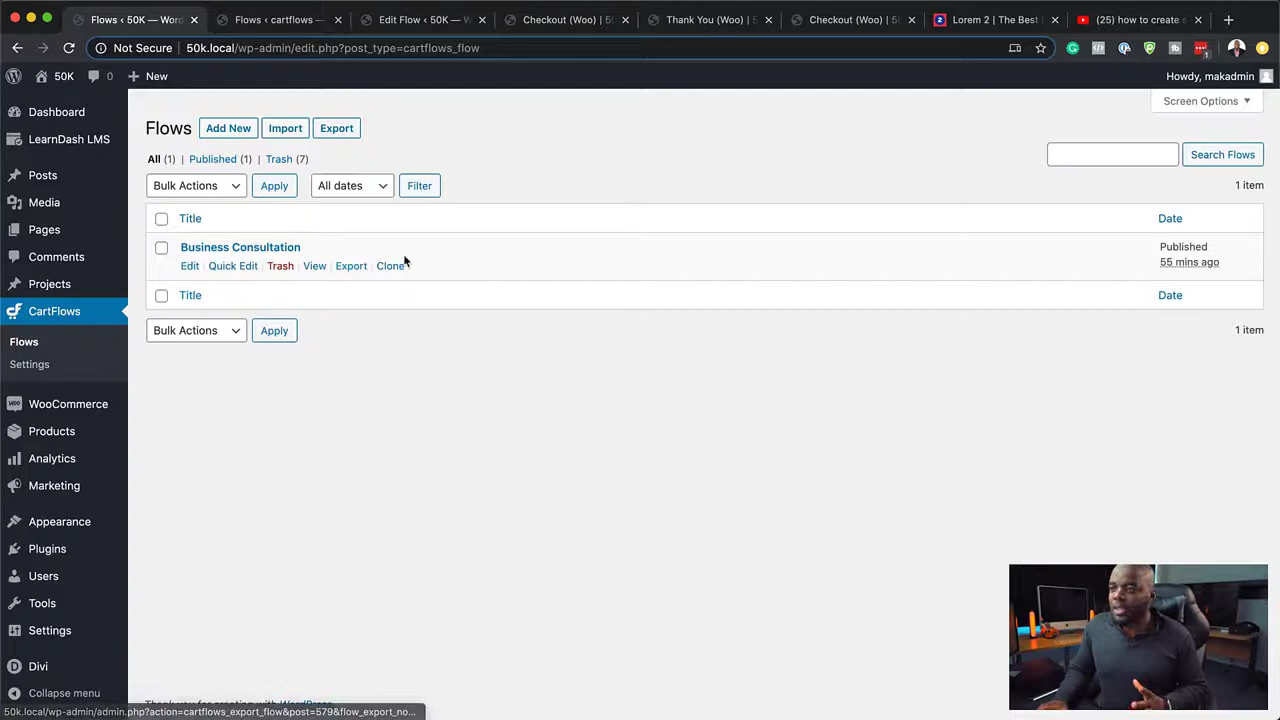 Flows ‹ 50K — Wor
Flows ‹ cartflows —
Edit Flow ‹ 50K — W
Checkout (Woo) | 50
Thank You (Woo) | 5
Checkout (Woo) | 50
Lorem 2 | The Best
(25) how to create s
Not Secure
50k.local/wp-admin/edit.php?post_type=cartflows_flow
50K
0
New
Howdy, makadmin
Dashboard
LearnDash LMS
Posts
Media
Pages
Comments
Projects
CartFlows
Flows
Settings
WooCommerce
Products
Analytics
Marketing
Appearance
Plugins
Users
Tools
Settings
Divi
Collapse menu
Screen Options
Flows
Add New
Import
Export
All (1) | Published (1) | Trash (7)
Search Flows
Bulk Actions
Apply
All dates
Filter
1 item
Title
Date
Business Consultation
Edit | Quick Edit | Trash | View | Export | Clone
Published
55 mins ago
Title
Date
Bulk Actions
Apply
1 item
50k.local/wp-admin/admin.php?action=cartflows_export_flow&post=579&flow_export_no...